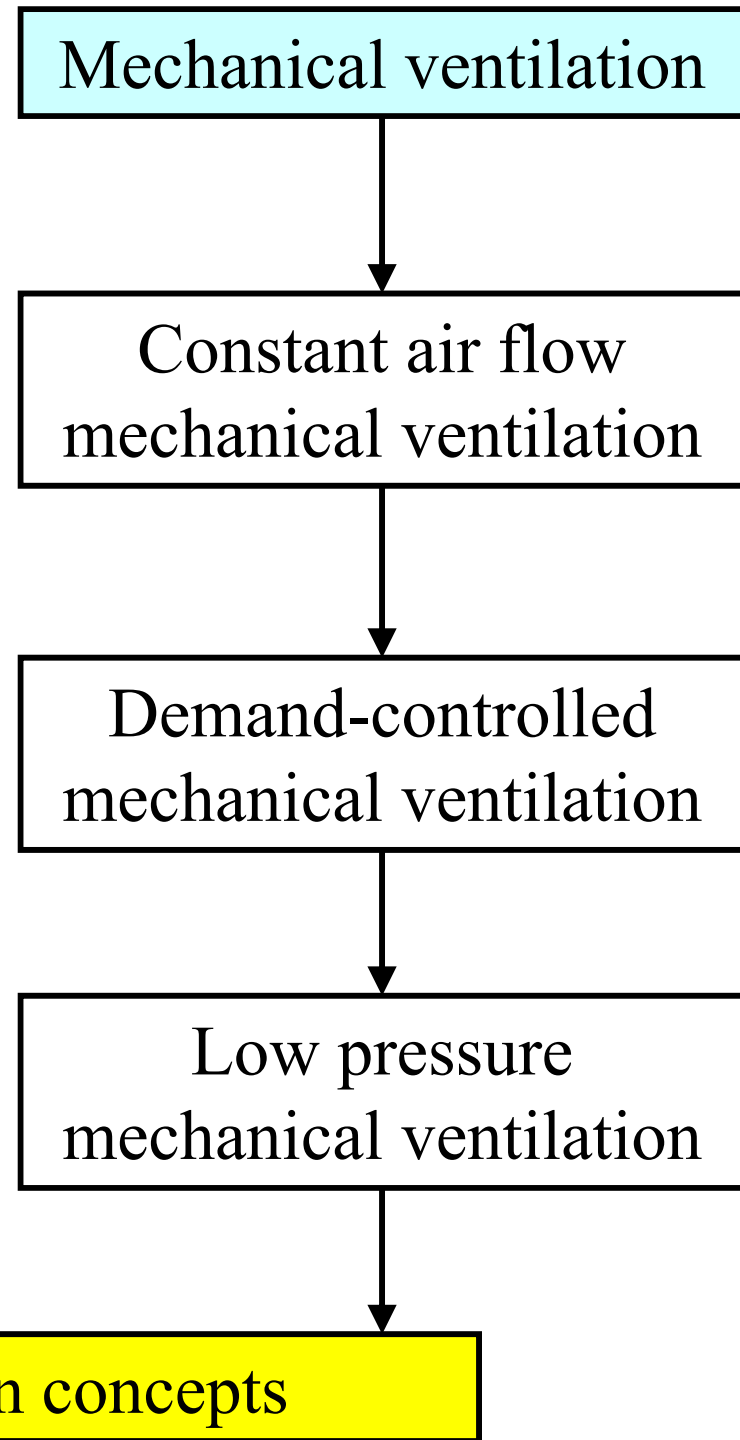 Mechanical ventilation
Constant air flow
mechanical ventilation
Demand-controlled
mechanical ventilation
Low pressure
mechanical ventilation
n concepts